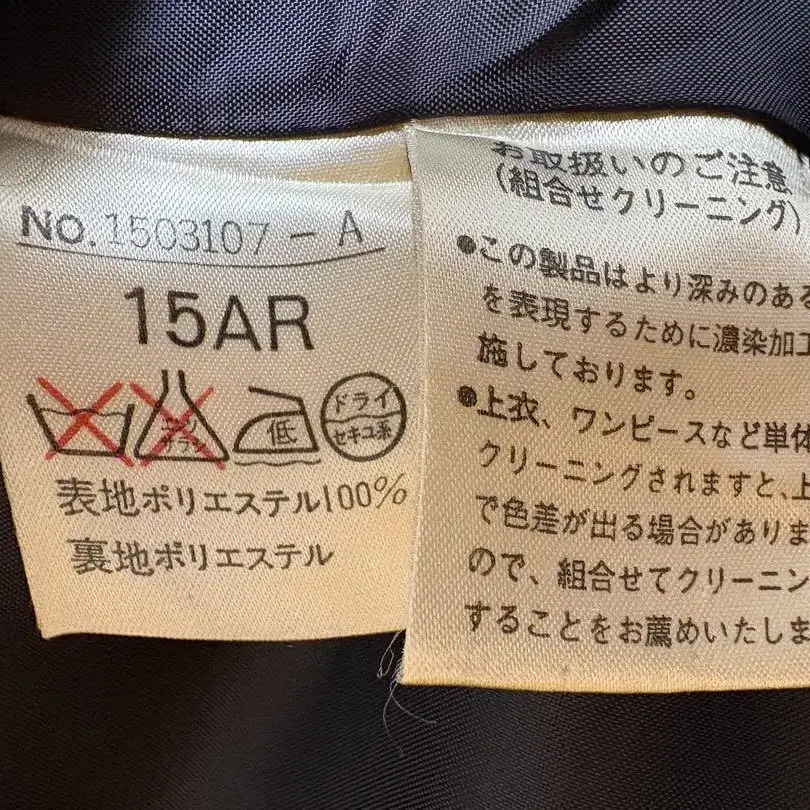 No. 1503107-A
15AR
エンソ
サラシ
低
ドライ
セキユ系
表地ポリエステル100%
裏地ポリエステル
お取扱いのご注意
(組合せクリーニング)
●この製品はより深みのある
を表現するために濃染加工
施しております。
●上衣、ワンピースなど単体
クリーニングされますと、上
で色差が出る場合がありま
ので、組合せてクリーニン
することをお薦めいたしま